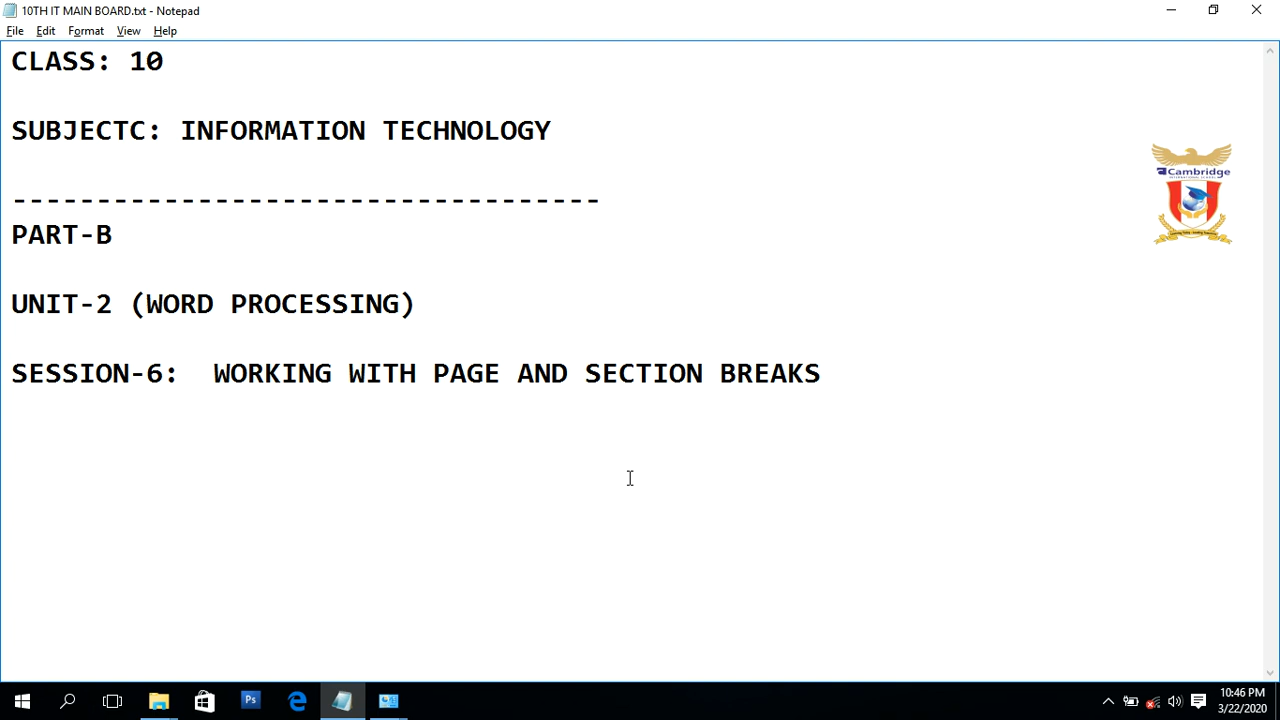 10TH IT MAIN BOARD.txt - Notepad
File Edit Format View Help
CLASS: 10
SUBJECTC: INFORMATION TECHNOLOGY
-----------------------------------
Cambridge
PART-B
UNIT-2 (WORD PROCESSING)
SESSION-6: WORKING WITH PAGE AND SECTION BREAKS
Ps
10:46 PM
3/22/2020